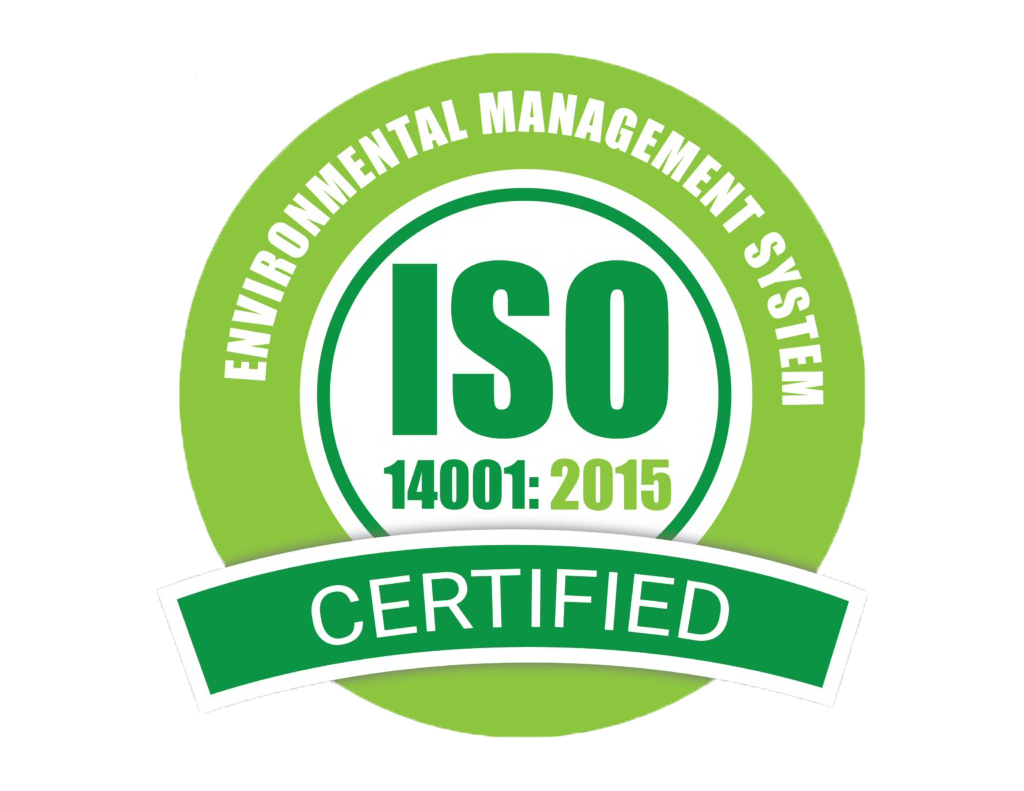 ENVIRONMENTAL MANAGEMENT SYSTEM
ISO
14001: 2015
CERTIFIED